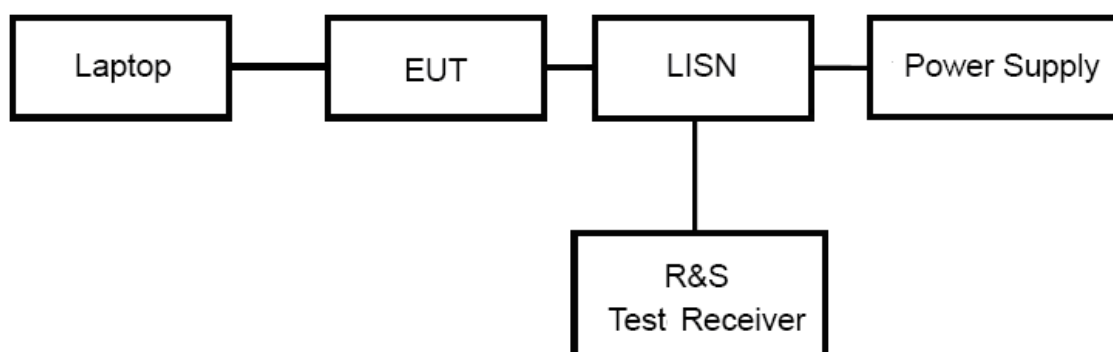 Laptop
EUT
LISN
Power Supply
R&S
Test Receiver